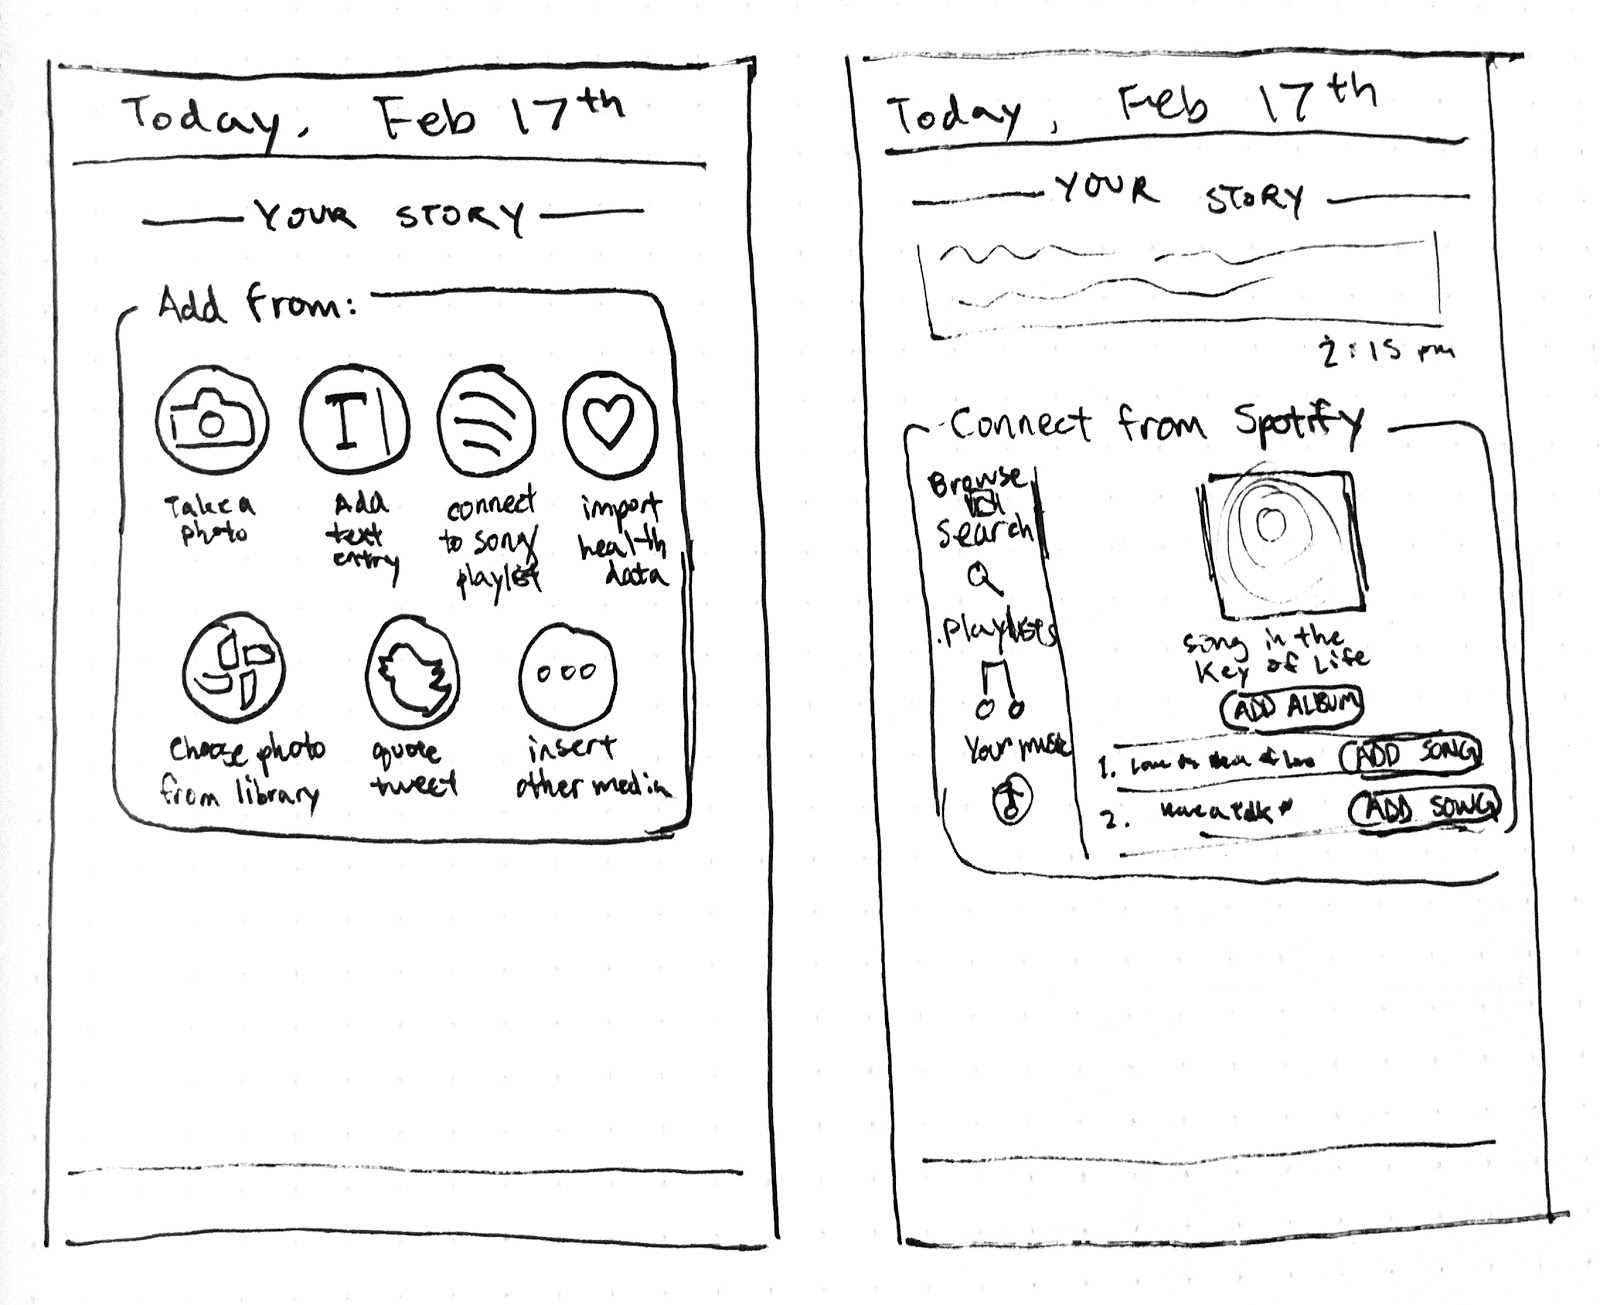 Today, Feb 17th
YOUR STORY
Add from:
Take a
photo
Add
text
entry
connect
to song/
playlist
import
health
data
choose photo
from library
quote
tweet
insert
other media
Today, Feb 17th
YOUR STORY
2:15 pm
Connect from Spotify
Browse
Search
Playlists
Your music
Song in the
Key of Life
ADD ALBUM
1. ADD SONG
2. Have a Talk ADD SONG